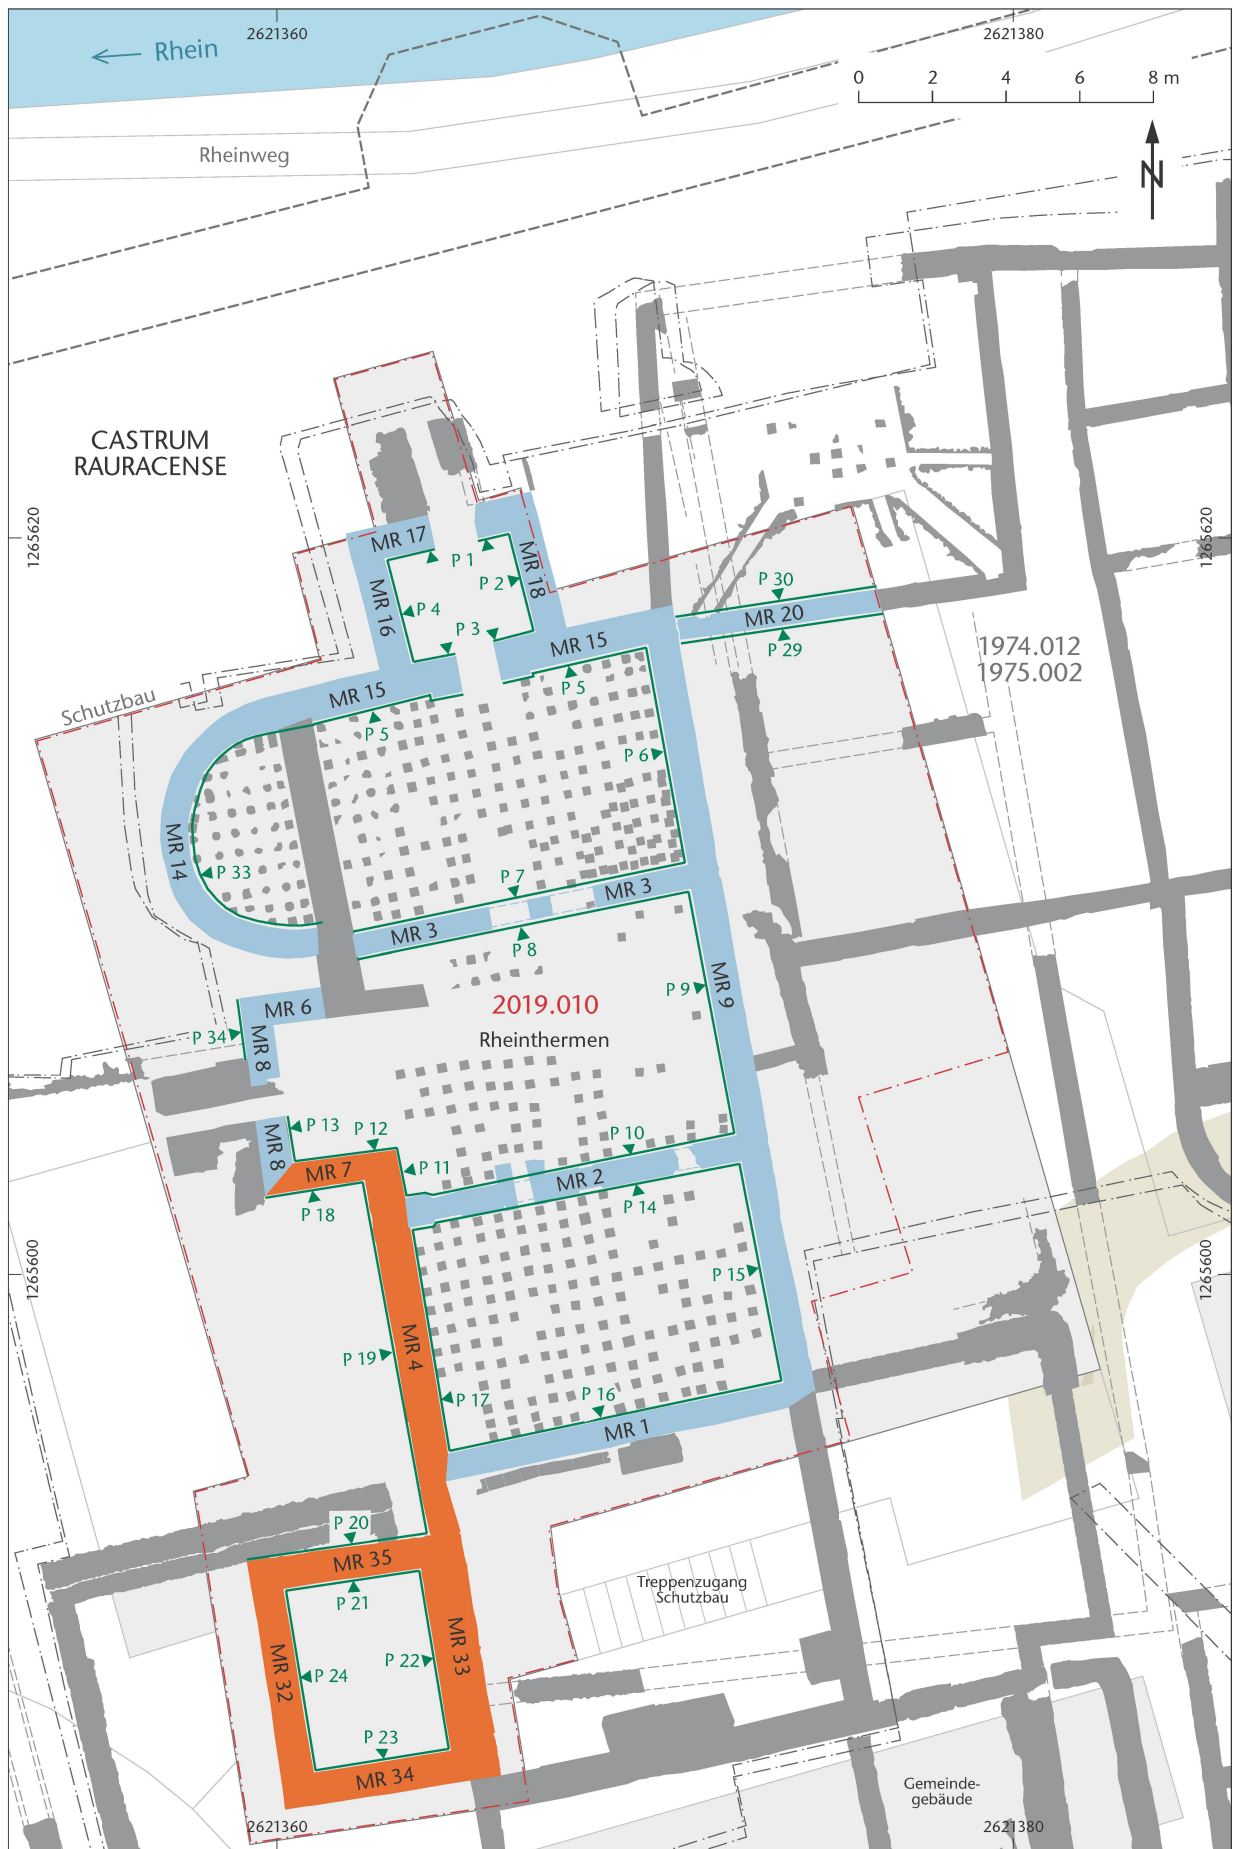 2621360
2621380
← Rhein
0 2 4 6 8 m
Rheinweg
N
CASTRUM
RAURACENSE
1265620
1265620
MR 17
P 1
MR 18
P 2
MR 16
P 4
P 3
P 30
MR 20
P 29
MR 15
1974.012
1975.002
Schutzbau
MR 15
P 5
P 5
P 6
MR 14
P 33
P 7
MR 3
MR 3
P 8
P 9
MR 9
MR 6
2019.010
Rheinthermen
P 34
MR 8
P 13
P 12
P 10
MR 8
MR 7
P 11
MR 2
P 18
P 14
1265600
1265600
P 15
P 19
MR 4
P 17
P 16
MR 1
P 20
MR 35
P 21
Treppenzugang
Schutzbau
MR 32
P 24
P 22
MR 33
P 23
MR 34
Gemeinde-
gebäude
2621360
2621380